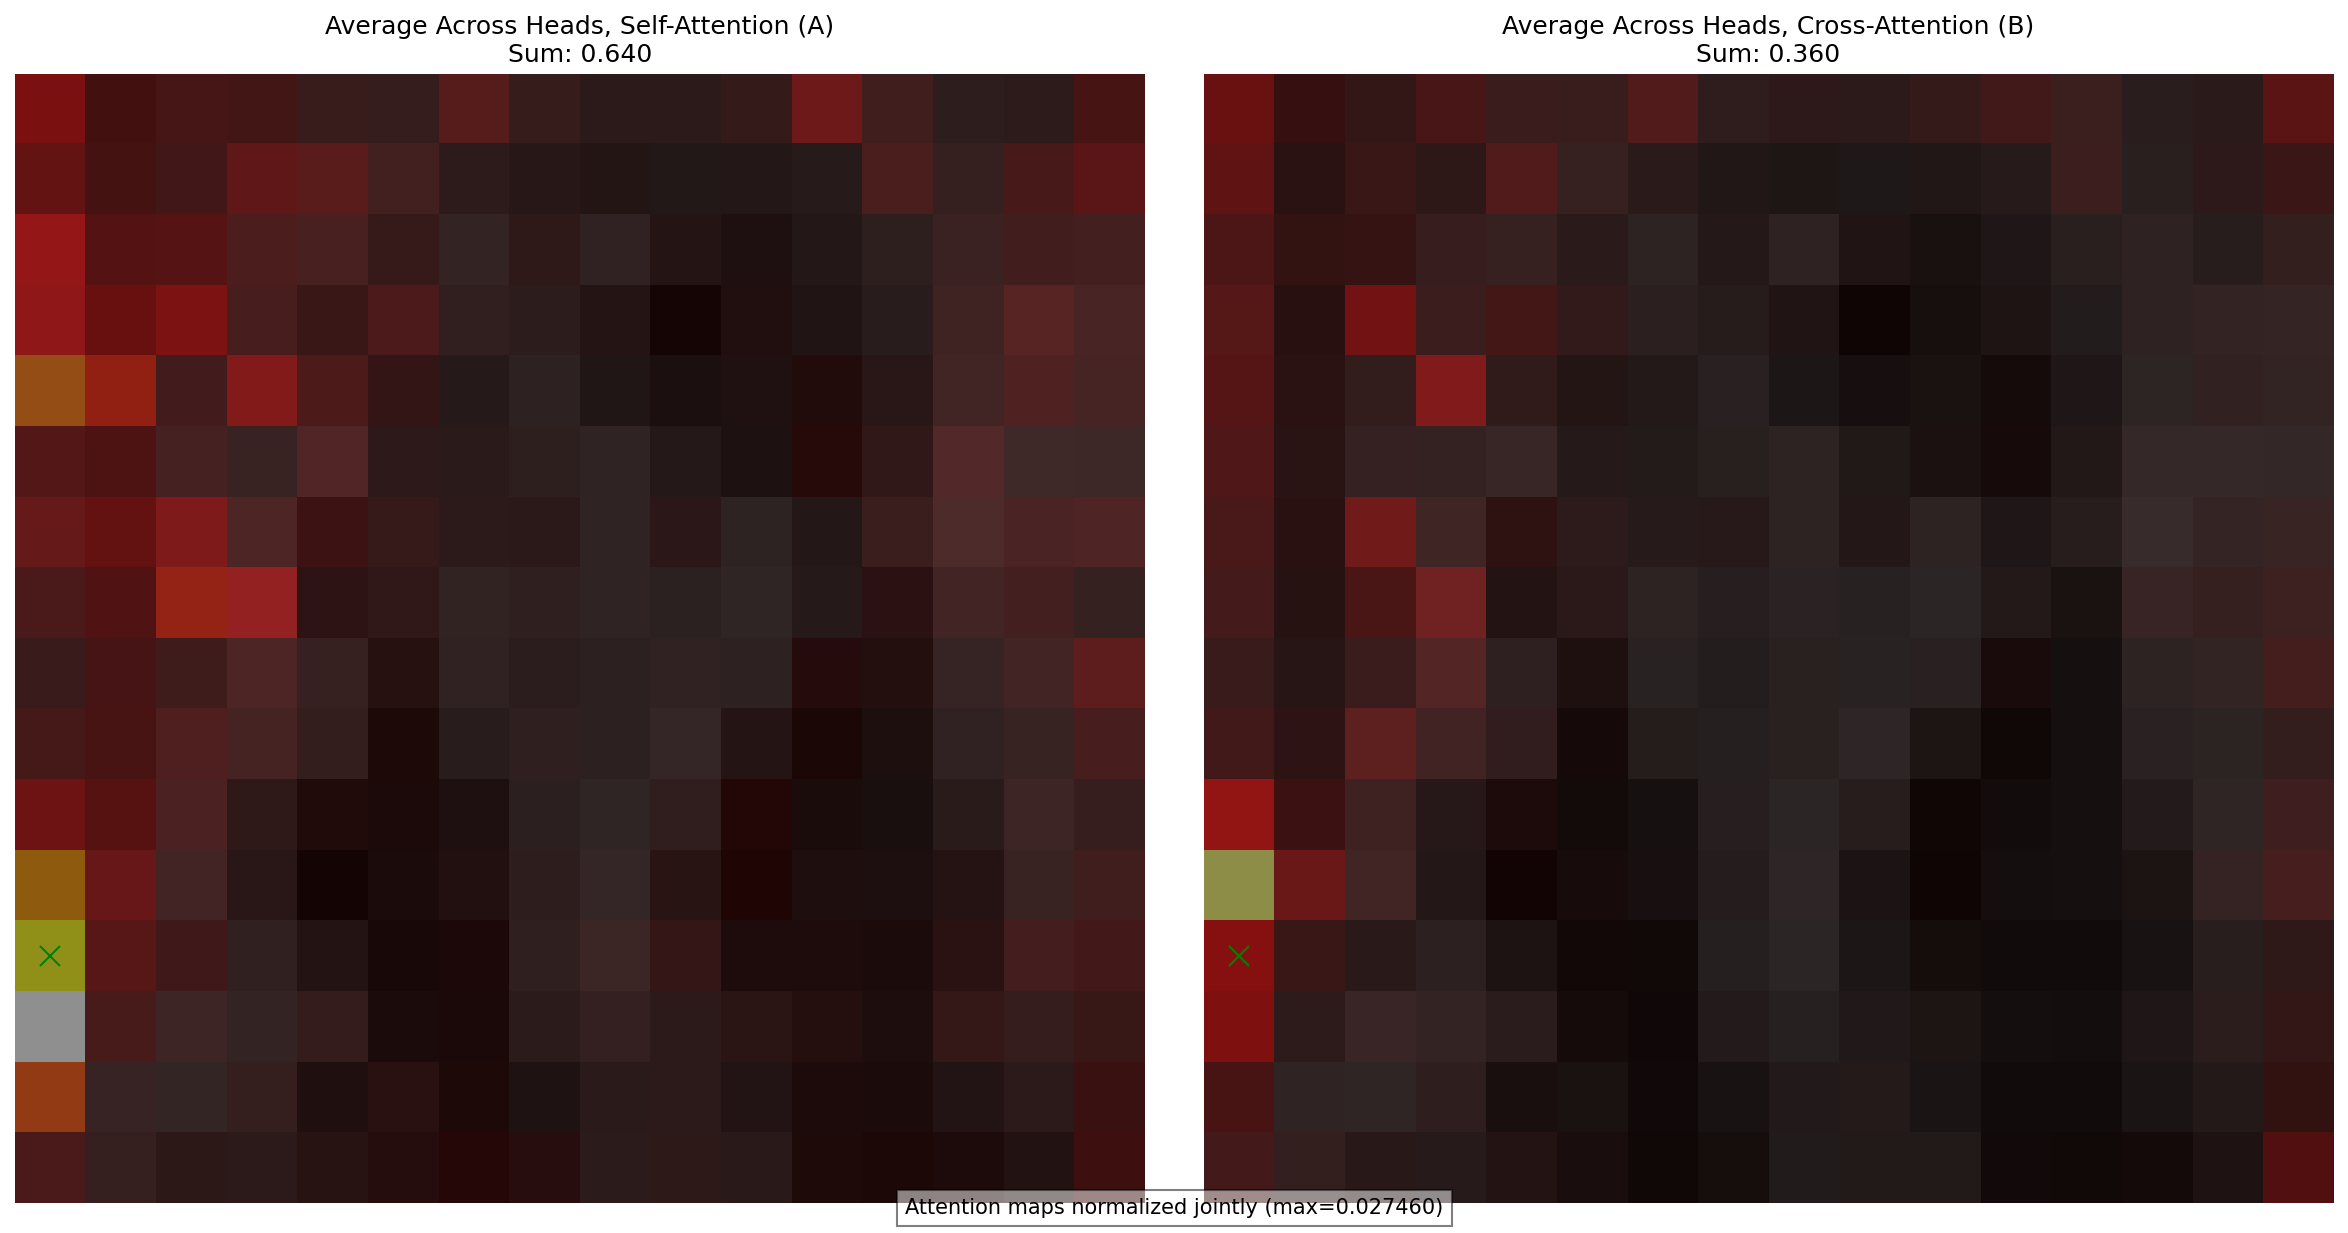 Average Across Heads, Self-Attention (A)
Sum: 0.640
Average Across Heads, Cross-Attention (B)
Sum: 0.360
Attention maps normalized jointly (max=0.027460)